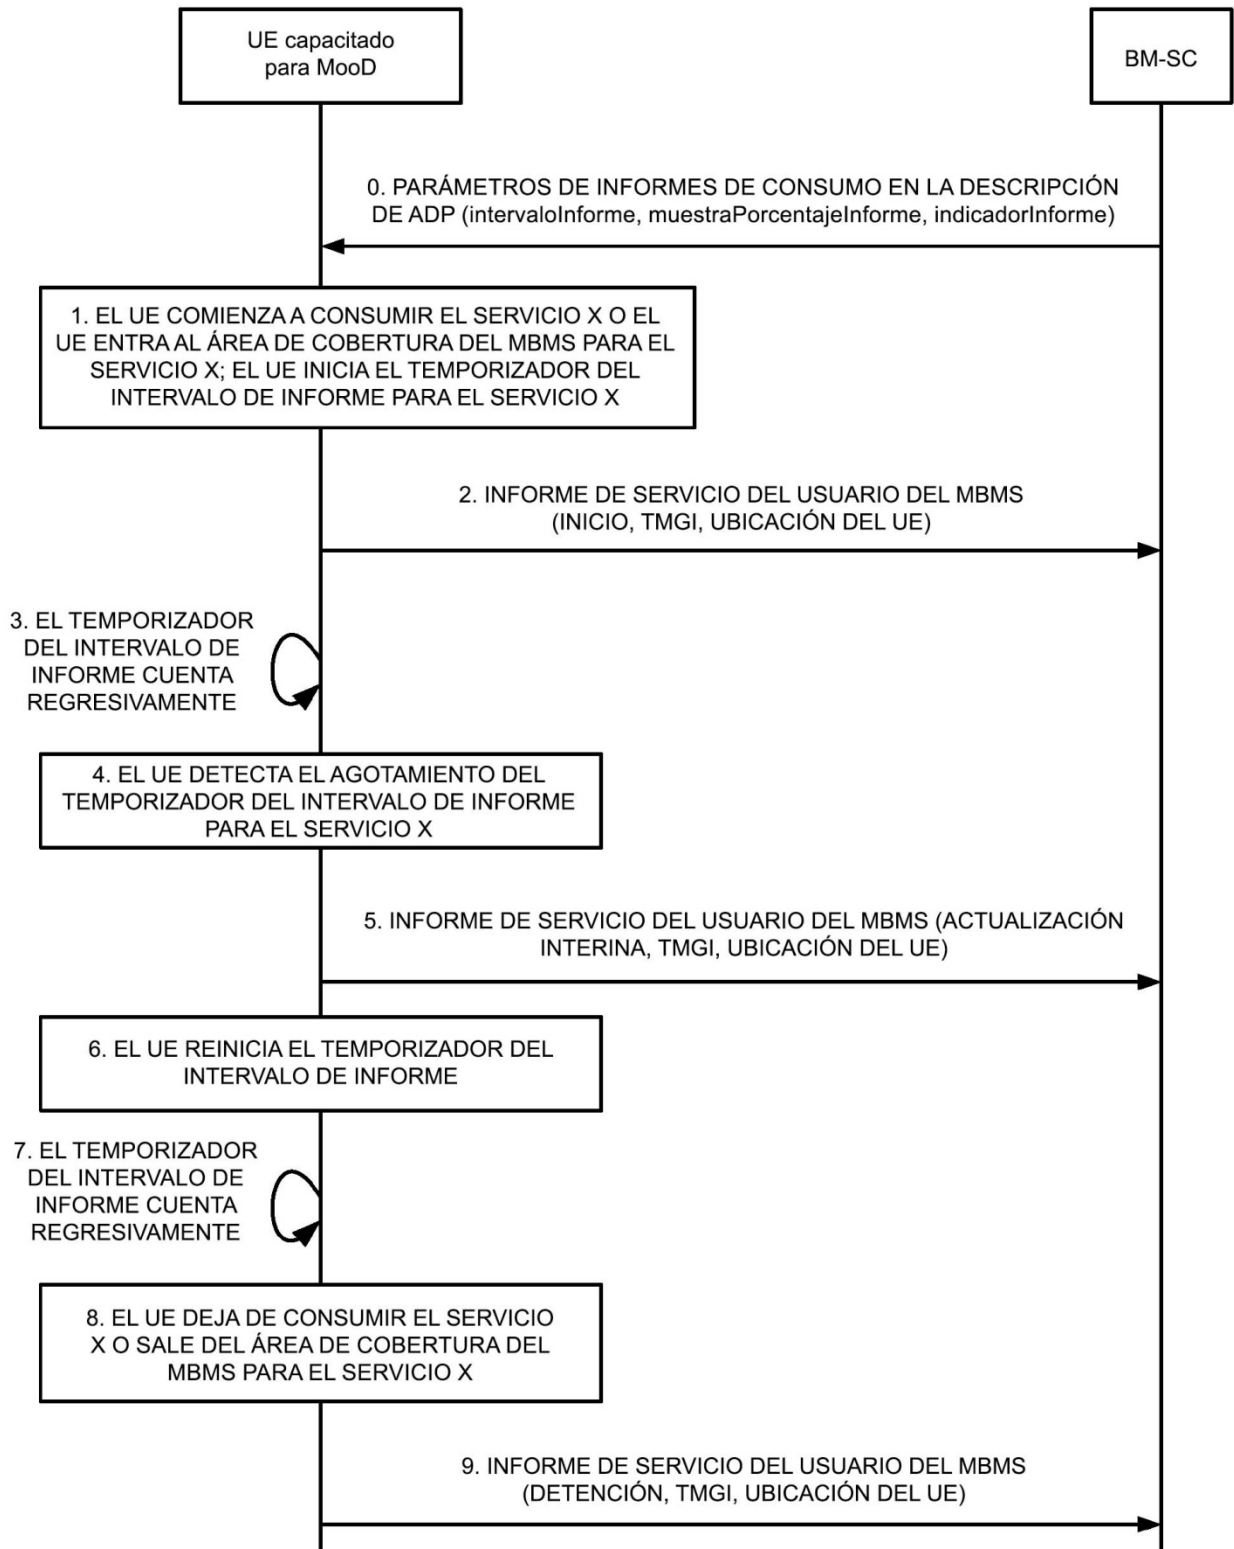 UE capacitado
para MooD
BM-SC
0. PARÁMETROS DE INFORMES DE CONSUMO EN LA DESCRIPCIÓN
DE ADP (intervaloInforme, muestraPorcentajeInforme, indicadorInforme)
1. EL UE COMIENZA A CONSUMIR EL SERVICIO X O EL
UE ENTRA AL ÁREA DE COBERTURA DEL MBMS PARA EL
SERVICIO X; EL UE INICIA EL TEMPORIZADOR DEL
INTERVALO DE INFORME PARA EL SERVICIO X
2. INFORME DE SERVICIO DEL USUARIO DEL MBMS
(INICIO, TMGI, UBICACIÓN DEL UE)
3. EL TEMPORIZADOR
DEL INTERVALO DE
INFORME CUENTA
REGRESIVAMENTE
4. EL UE DETECTA EL AGOTAMIENTO DEL
TEMPORIZADOR DEL INTERVALO DE INFORME
PARA EL SERVICIO X
5. INFORME DE SERVICIO DEL USUARIO DEL MBMS (ACTUALIZACIÓN
INTERINA, TMGI, UBICACIÓN DEL UE)
6. EL UE REINICIA EL TEMPORIZADOR DEL
INTERVALO DE INFORME
7. EL TEMPORIZADOR
DEL INTERVALO DE
INFORME CUENTA
REGRESIVAMENTE
8. EL UE DEJA DE CONSUMIR EL SERVICIO
X O SALE DEL ÁREA DE COBERTURA DEL
MBMS PARA EL SERVICIO X
9. INFORME DE SERVICIO DEL USUARIO DEL MBMS
(DETENCIÓN, TMGI, UBICACIÓN DEL UE)